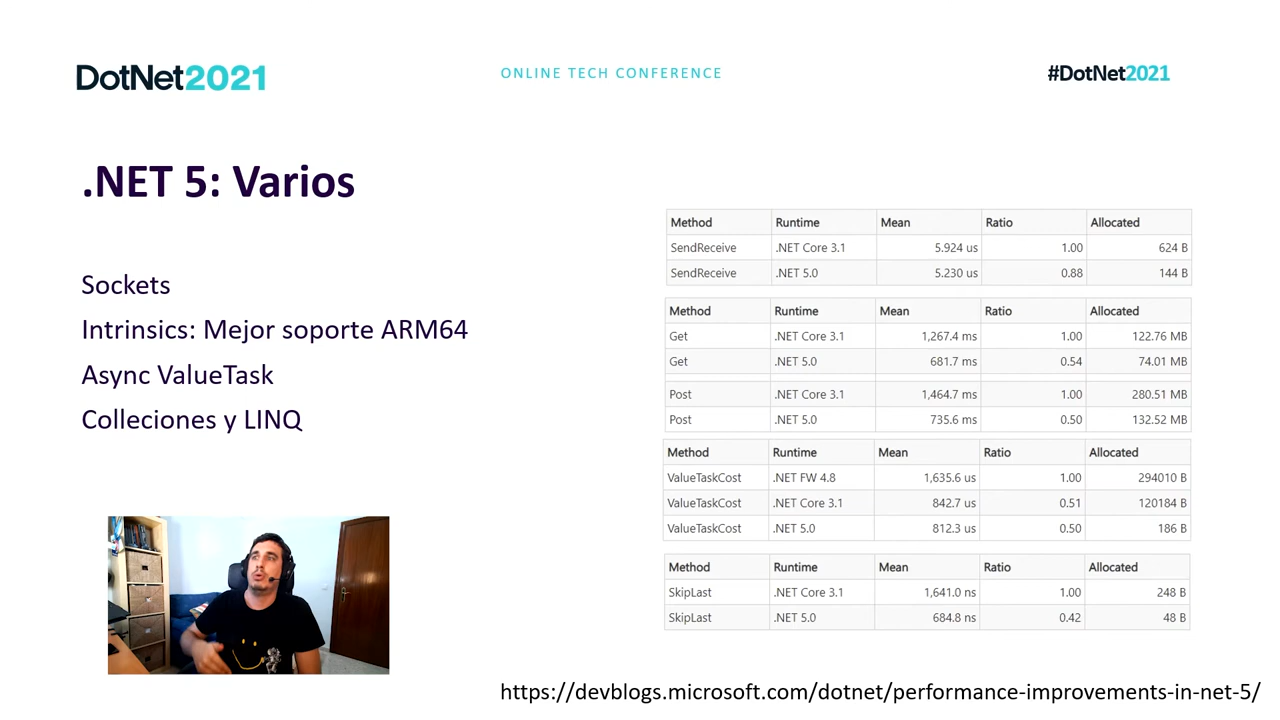 DotNet2021
ONLINE TECH CONFERENCE
#DotNet2021
.NET 5: Varios
Sockets
Intrinsics: Mejor soporte ARM64
Async ValueTask
Colleciones y LINQ
Method Runtime Mean Ratio Allocated
SendReceive .NET Core 3.1 5.924 us 1.00 624 B
SendReceive .NET 5.0 5.230 us 0.88 144 B
Method Runtime Mean Ratio Allocated
Get .NET Core 3.1 1,267.4 ms 1.00 122.76 MB
Get .NET 5.0 681.7 ms 0.54 74.01 MB
Post .NET Core 3.1 1,464.7 ms 1.00 280.51 MB
Post .NET 5.0 735.6 ms 0.50 132.52 MB
Method Runtime Mean Ratio Allocated
ValueTaskCost .NET FW 4.8 1,635.6 us 1.00 294010 B
ValueTaskCost .NET Core 3.1 842.7 us 0.51 120184 B
ValueTaskCost .NET 5.0 812.3 us 0.50 186 B
Method Runtime Mean Ratio Allocated
SkipLast .NET Core 3.1 1,641.0 ns 1.00 248 B
SkipLast .NET 5.0 684.8 ns 0.42 48 B
https://devblogs.microsoft.com/dotnet/performance-improvements-in-net-5/